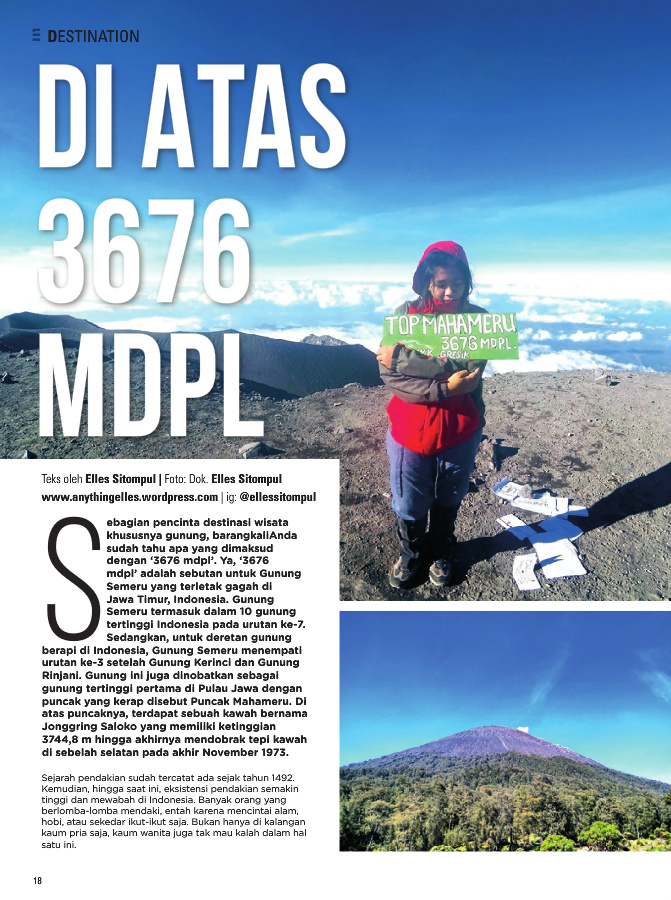 DESTINATION
DI ATAS
3676
MDPL
TOP MAHAMERU
3676 MDPL.
GRESIK
Teks oleh Elles Sitompul | Foto: Dok. Elles Sitompul
www.anythingelles.wordpress.com | ig: @ellessitompul
Sebagian pencinta destinasi wisata
khususnya gunung, barangkaliAnda
sudah tahu apa yang dimaksud
dengan ‘3676 mdpl’. Ya, ‘3676
mdpl’ adalah sebutan untuk Gunung
Semeru yang terletak gagah di
Jawa Timur, Indonesia. Gunung
Semeru termasuk dalam 10 gunung
tertinggi Indonesia pada urutan ke-7.
Sedangkan, untuk deretan gunung
berapi di Indonesia, Gunung Semeru menempati
urutan ke-3 setelah Gunung Kerinci dan Gunung
Rinjani. Gunung ini juga dinobatkan sebagai
gunung tertinggi pertama di Pulau Jawa dengan
puncak yang kerap disebut Puncak Mahameru. Di
atas puncaknya, terdapat sebuah kawah bernama
Jonggring Saloko yang memiliki ketinggian
3744,8 m hingga akhirnya mendobrak tepi kawah
di sebelah selatan pada akhir November 1973.
Sejarah pendakian sudah tercatat ada sejak tahun 1492.
Kemudian, hingga saat ini, eksistensi pendakian semakin
tinggi dan mewabah di Indonesia. Banyak orang yang
berlomba-lomba mendaki, entah karena mencintai alam,
hobi, atau sekedar ikut-ikut saja. Bukan hanya di kalangan
kaum pria saja, kaum wanita juga tak mau kalah dalam hal
satu ini.
18